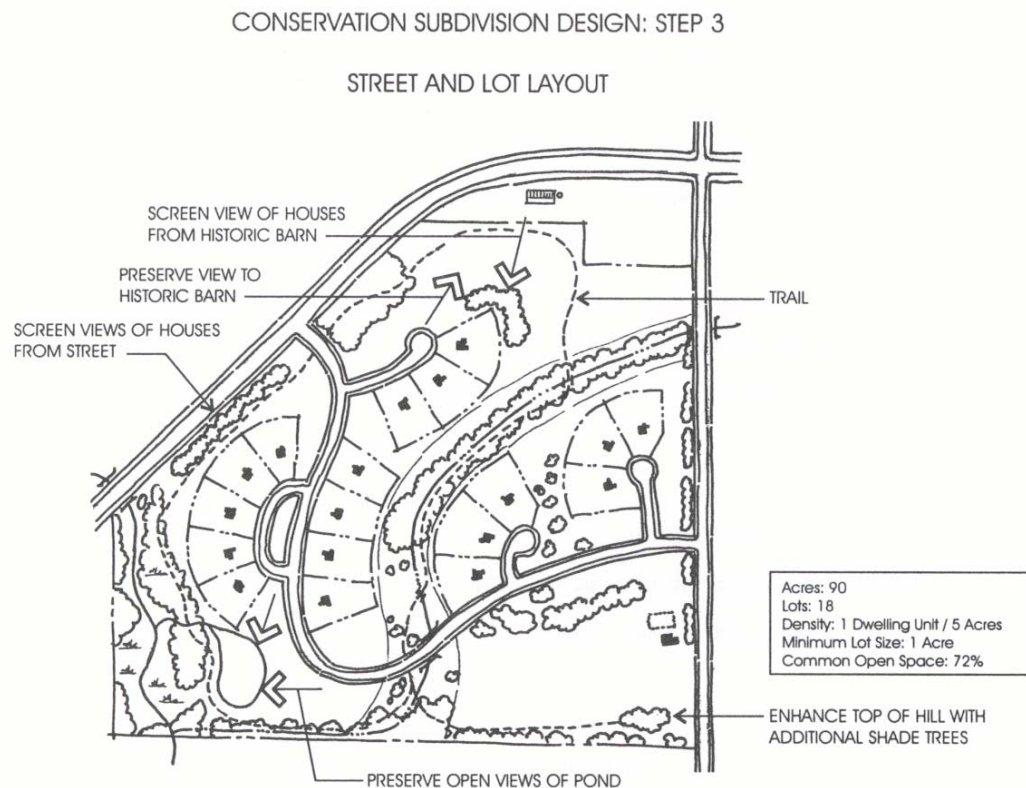 CONSERVATION SUBDIVISION DESIGN: STEP 3
STREET AND LOT LAYOUT
SCREEN VIEW OF HOUSES
FROM HISTORIC BARN
PRESERVE VIEW TO
HISTORIC BARN
SCREEN VIEWS OF HOUSES
FROM STREET
TRAIL
Acres: 90
Lots: 18
Density: 1 Dwelling Unit / 5 Acres
Minimum Lot Size: 1 Acre
Common Open Space: 72%
ENHANCE TOP OF HILL WITH
ADDITIONAL SHADE TREES
PRESERVE OPEN VIEWS OF POND